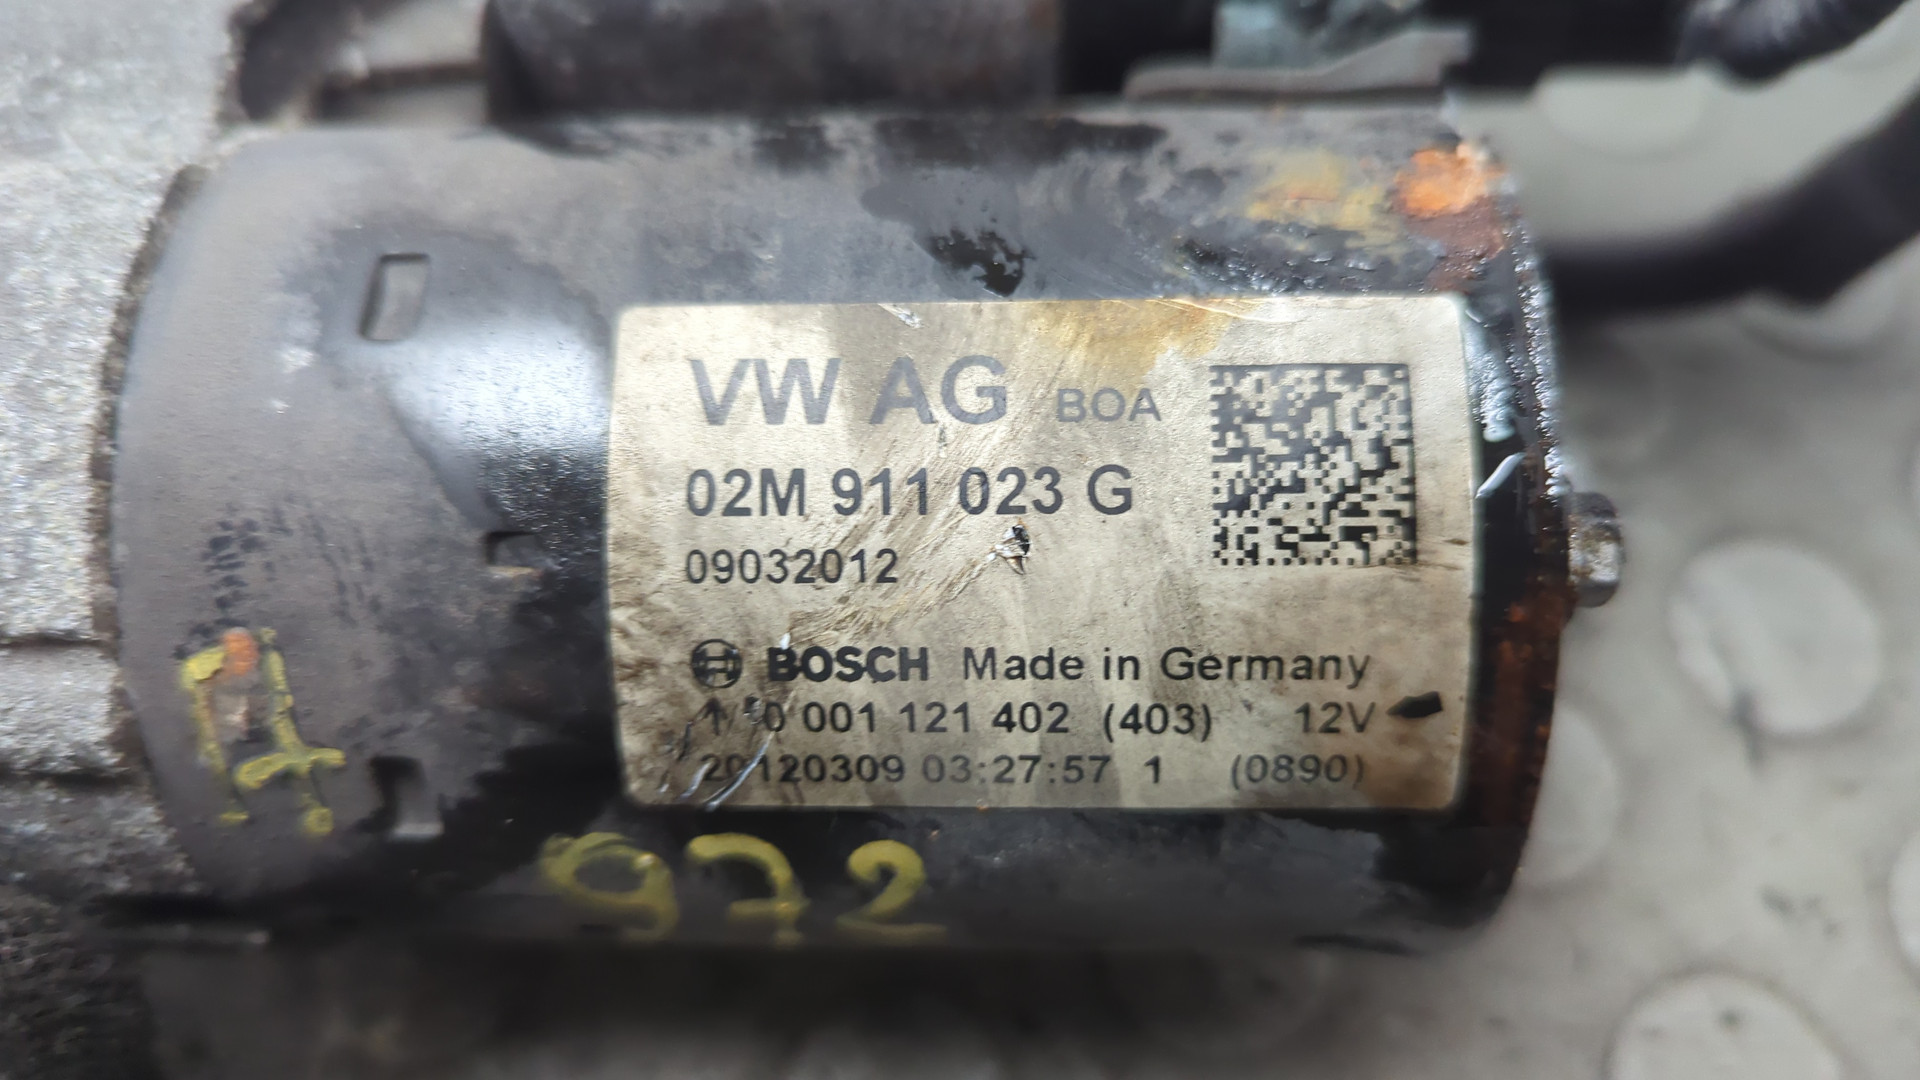 VW AG BOA
02M 911 023 G
09032012
BOSCH Made in Germany
0 001 121 402 (403) 12V
20120309 03:27:57 1 (0890)
972